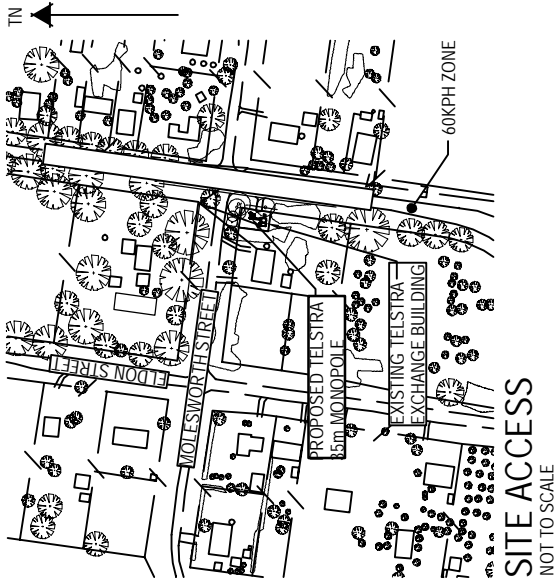 TN
60KPH ZONE
ELDON STREET
MOLESWORTH STREET
PROPOSED TELSTRA
35m MONOPOLE
EXISTING TELSTRA
EXCHANGE BUILDING
SITE ACCESS
NOT TO SCALE